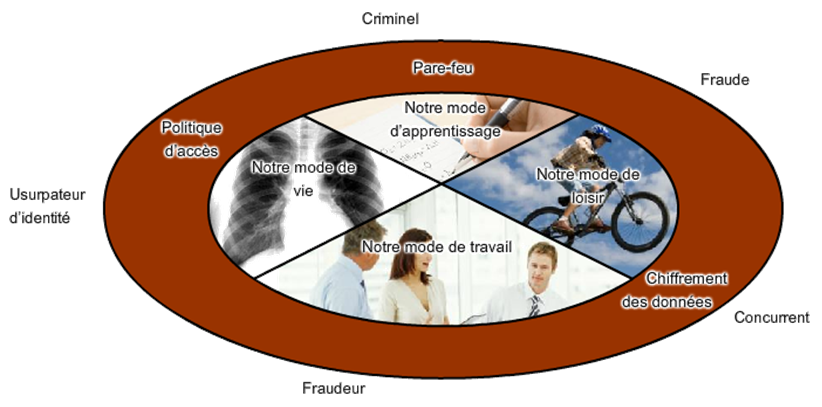 Criminel
Pare-feu
Fraude
Notre mode
d'apprentissage
Politique
d'accès
Notre mode de
vie
Notre mode de
loisir
Usurpateur
d'identité
Notre mode de travail
Chiffrement
des données
Concurrent
Fraudeur